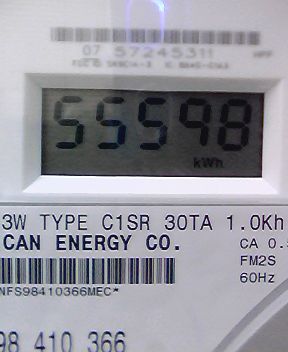 07 57245311
55598
kWh
3W TYPE C1SR 30TA 1.0Kh
CAN ENERGY CO.
CA 0.5
FM2S
60Hz
NFS98410366MEC*
98 410 366